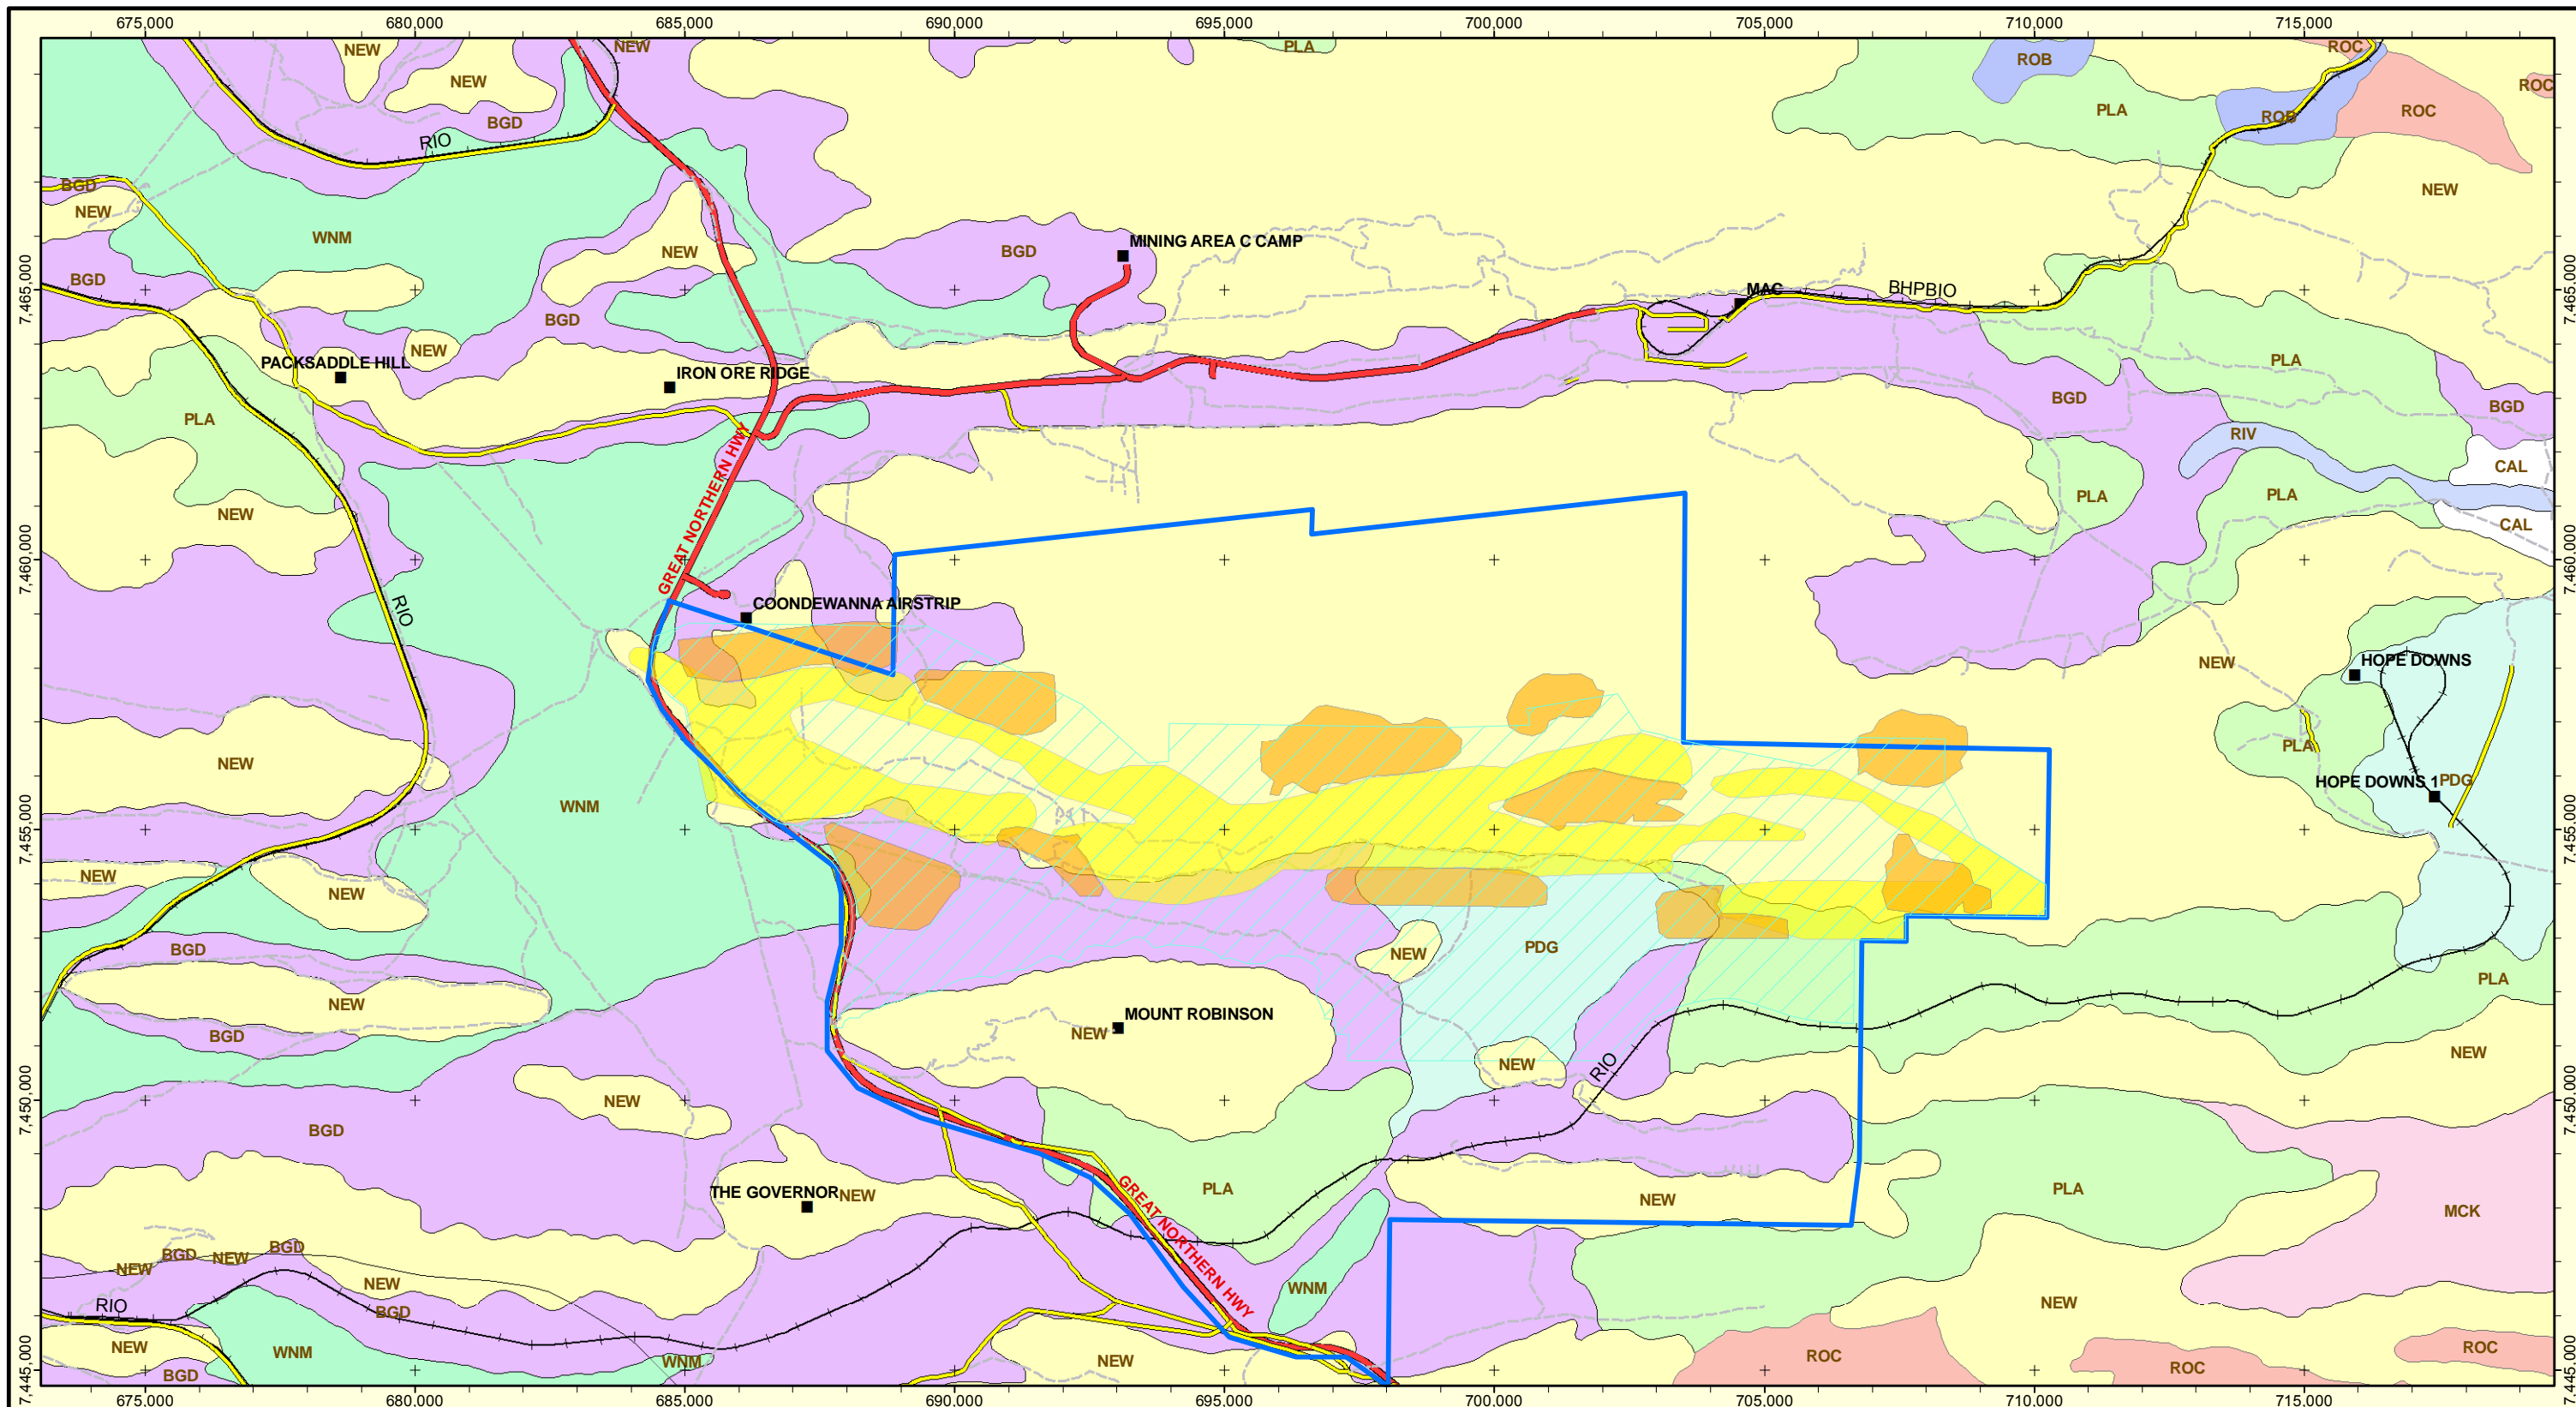 675,000 680,000 685,000 690,000 695,000 700,000 705,000 710,000 715,000
NEW NEW PLA ROC
ROB
NEW ROC
PLA ROC
BGD ROB
RIO
BGD NEW
NEW
WNM MINING AREA C CAMP
NEW BGD
7,465,000 BGD 7,465,000
MAC BHPBIO
BGD
NEW PLA
PACKSADDLE HILL IRON ORE RIDGE
BGD BGD
PLA
RIV
GREAT NORTHERN HWY
CAL
PLA PLA
NEW
CAL
7,460,000 7,460,000
COONDEWANNA AIRSTRIP
RIO
HOPE DOWNS
NEW
PLA
NEW
HOPE DOWNS 1 PDG
WNM
7,455,000 7,455,000
NEW
NEW
BGD NEW PDG
PLA
NEW
MOUNT ROBINSON
BGD NEW
NEW
NEW
RIO
7,450,000 NEW 7,450,000
BGD
PLA PLA
THE GOVERNOR NEW NEW
GREAT NORTHERN HWY
MCK
BGD BGD
NEW NEW
NEW WNM
RIO BGD NEW
NEW WNM WNM NEW ROC ROC ROC
7,445,000 BGD 7,445,000
675,000 680,000 685,000 690,000 695,000 700,000 705,000 710,000 715,000